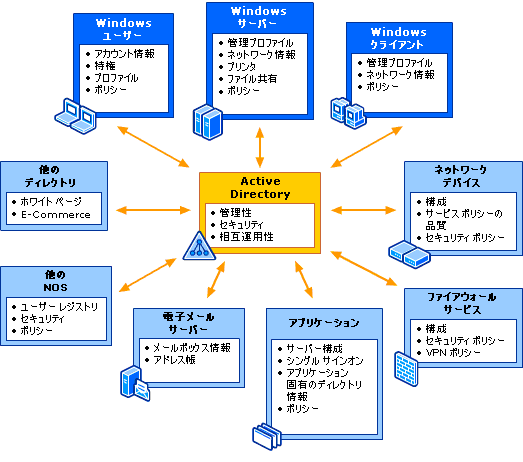 Windows
ユーザー
• アカウント情報
• 特権
• プロファイル
• ポリシー
Windows
サーバー
• 管理プロファイル
• ネットワーク情報
• プリンタ
• ファイル共有
• ポリシー
Windows
クライアント
• 管理プロファイル
• ネットワーク情報
• ポリシー
他の
ディレクトリ
• ホワイト ページ
• E-Commerce
Active
Directory
• 管理性
• セキュリティ
• 相互運用性
ネットワーク
デバイス
• 構成
• サービス ポリシーの
品質
• セキュリティ ポリシー
他の
NOS
• ユーザー レジストリ
• セキュリティ
• ポリシー
電子メール
サーバー
• メールボックス情報
• アドレス帳
アプリケーション
• サーバー構成
• シングル サインオン
• アプリケーション
固有のディレクトリ
情報
• ポリシー
ファイアウォール
サービス
• 構成
• セキュリティ ポリシー
• VPN ポリシー